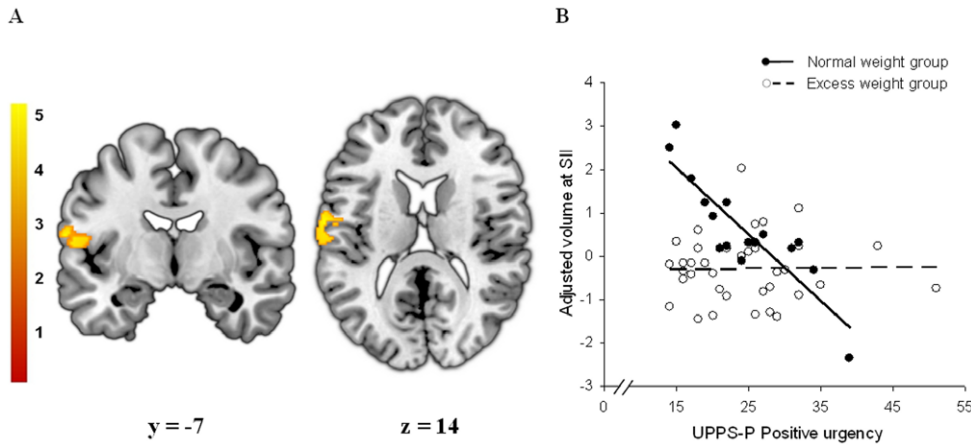 A
5
4
3
2
1
y = -7
z = 14
B
Normal weight group
Excess weight group
Adjusted volume at SII
4
3
2
1
0
-1
-2
-3
0
15
25
35
45
55
UPPS-P Positive urgency